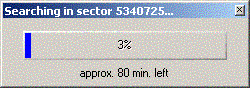 Searching in sector 5340725...
3%
approx. 80 min. left